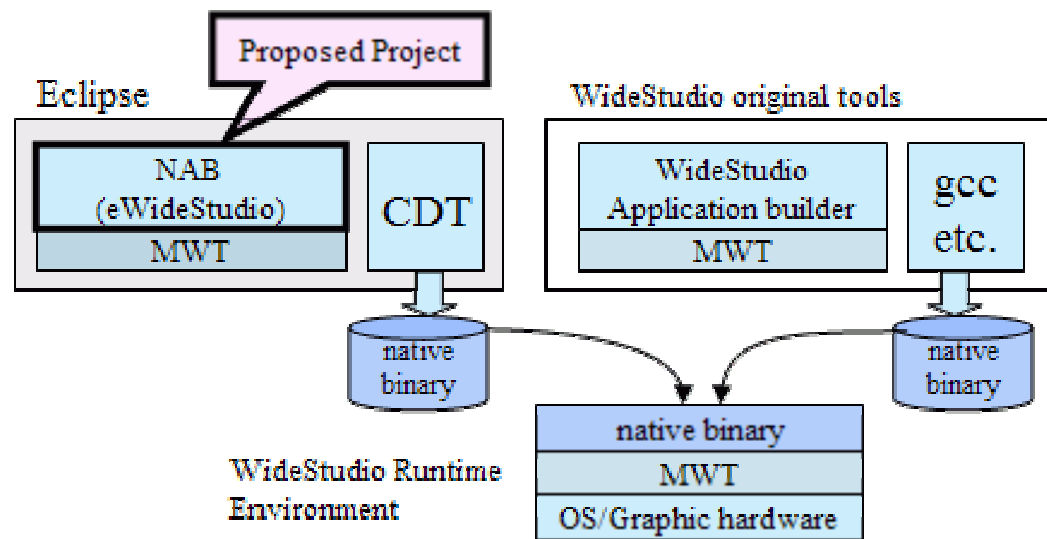 Proposed Project
Eclipse
WideStudio original tools
NAB
(eWideStudio)
MWT
CDT
WideStudio
Application builder
MWT
gcc
etc.
native
binary
native
binary
native binary
MWT
OS/Graphic hardware
WideStudio Runtime
Environment